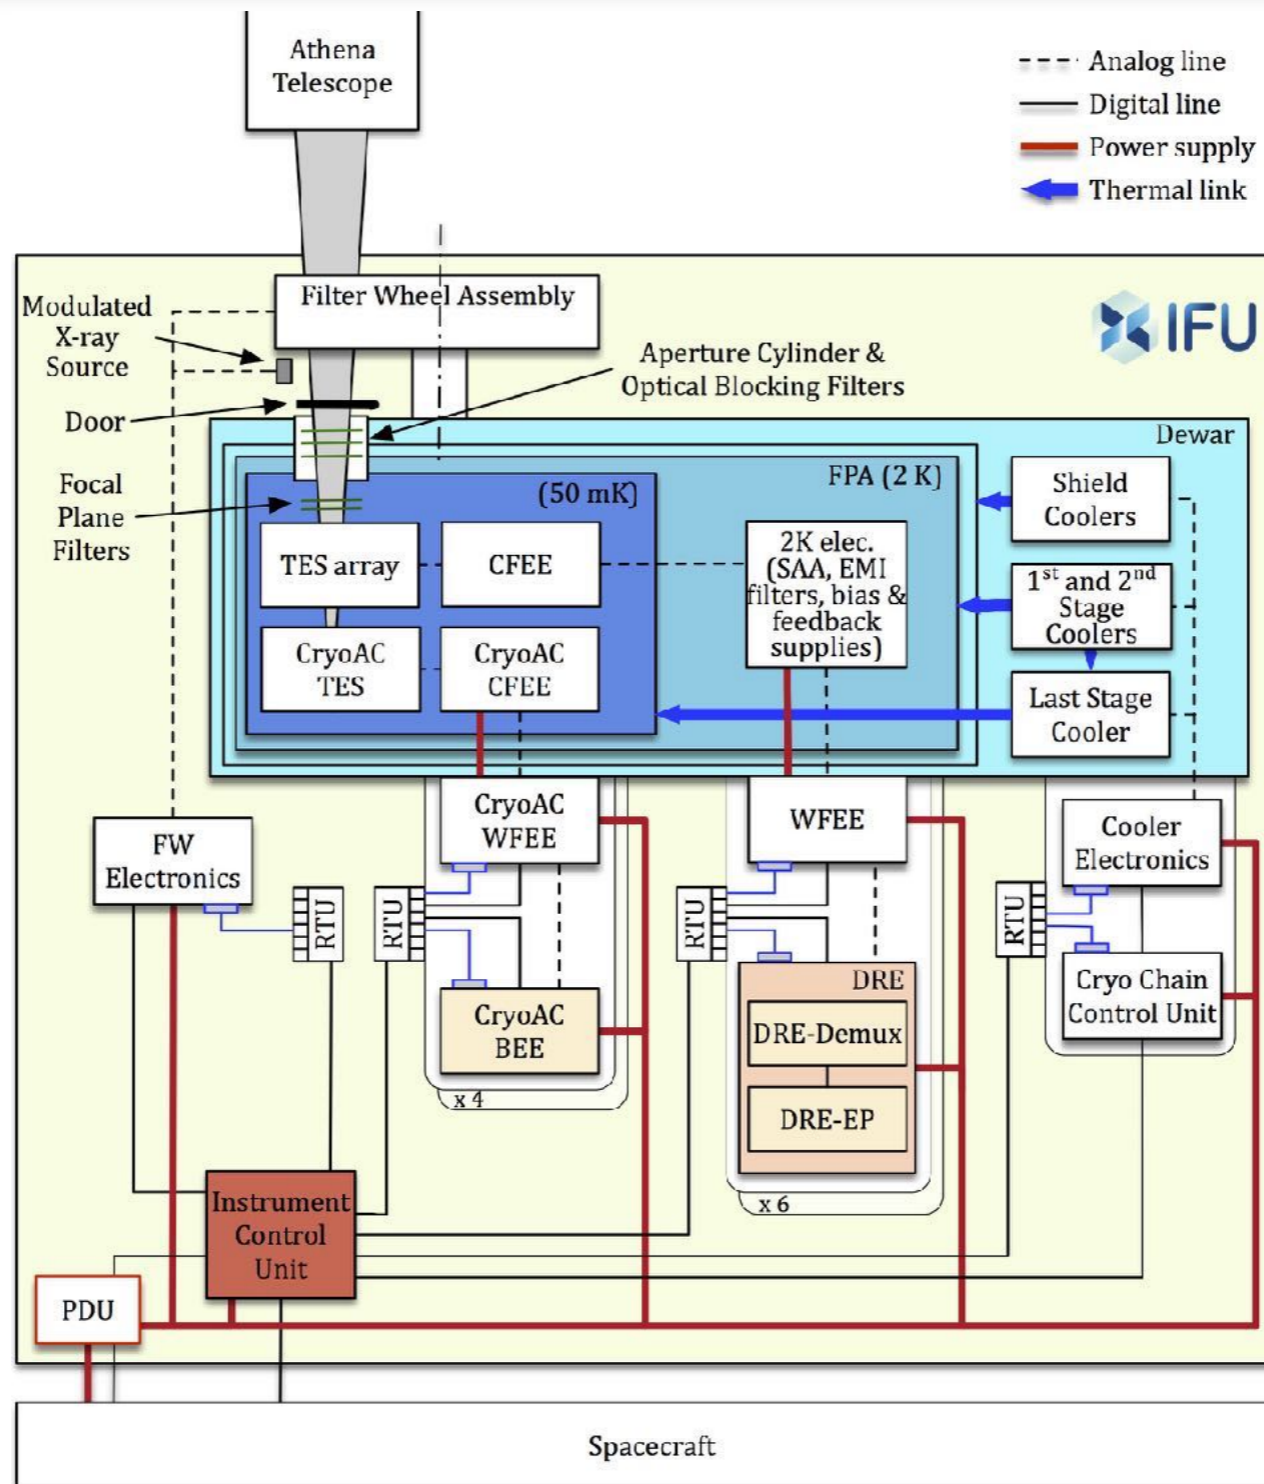 Athena
Telescope
Analog line
Digital line
Power supply
Thermal link
Filter Wheel Assembly
Modulated
X-ray
Source
IFU
Aperture Cylinder &
Optical Blocking Filters
Door
Dewar
FPA (2 K)
(50 mK)
Focal
Plane
Filters
Shield
Coolers
TES array
CFEE
2K elec.
(SAA, EMI
filters, bias &
feedback
supplies)
1st and 2nd
Stage
Coolers
CryoAC
TES
CryoAC
CFEE
Last Stage
Cooler
CryoAC
WFEE
WFEE
Cooler
Electronics
FW
Electronics
RTU
RTU
RTU
RTU
CryoAC
BEE
x 4
DRE
DRE-Demux
DRE-EP
x 6
Cryo Chain
Control Unit
Instrument
Control
Unit
PDU
Spacecraft